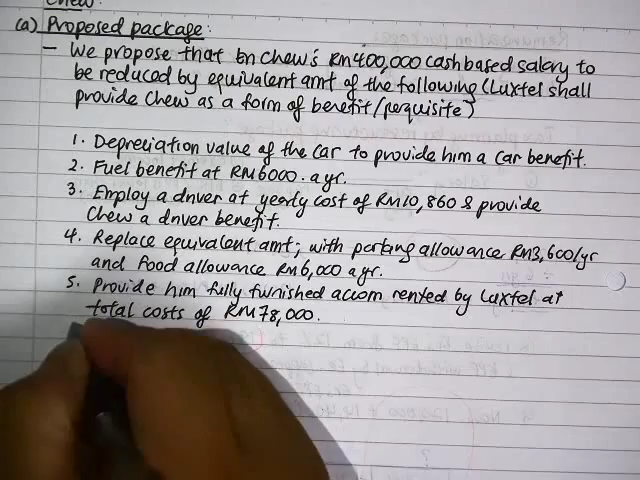 Chew:
(a) Proposed package:
- We propose that En Chew's RM400,000 cash based salary to
be reduced by equivalent amt of the following (Luxtel shall
provide Chew as a form of benefit/perquisite)
1. Depreciation value of the car to provide him a car benefit.
2. Fuel benefit at RM6000. a yr.
3. Employ a driver at yearly cost of RM10,860 & provide
Chew a driver benefit.
4. Replace equivalent amt; with parking allowance RM3,600/yr
and Food allowance RM6,000 a yr.
5. Provide him fully furnished accom rented by Luxtel at
total costs of RM78,000.